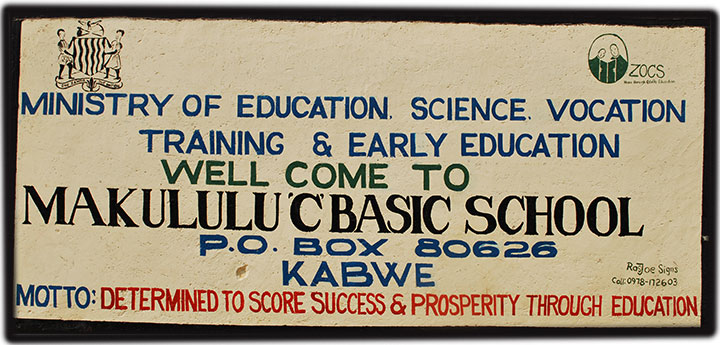 ZOCS
MINISTRY OF EDUCATION, SCIENCE, VOCATION
TRAINING & EARLY EDUCATION
WELL COME TO
MAKULULU 'C' BASIC SCHOOL
P.O. BOX 80626
KABWE
RayJoe Signs
Call: 0978-172603
MOTTO: DETERMINED TO SCORE SUCCESS & PROSPERITY THROUGH EDUCATION